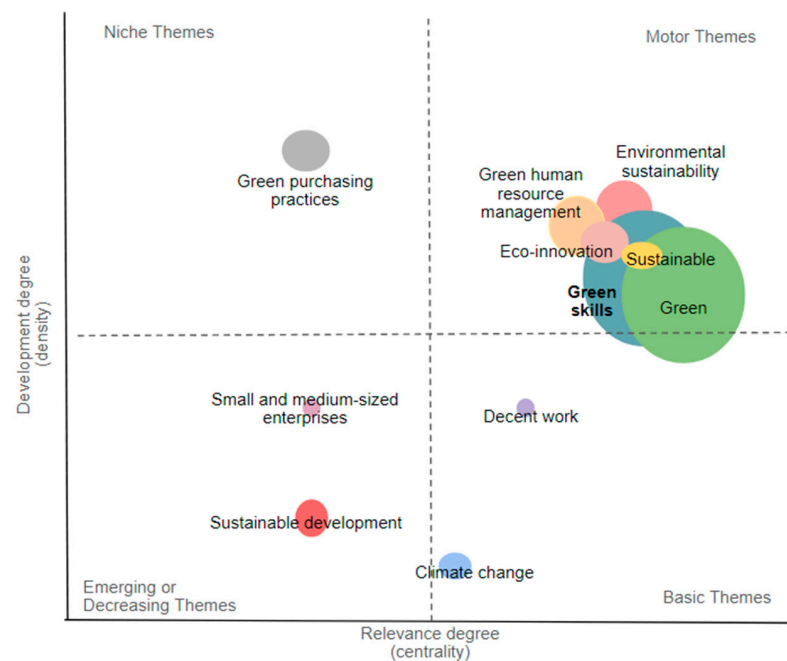 Niche Themes
Motor Themes
Green purchasing
practices
Environmental
sustainability
Green human
resource
management
Eco-innovation
Sustainable
Green
skills
Green
Development degree
(density)
Small and medium-sized
enterprises
Decent work
Sustainable development
Climate change
Emerging or
Decreasing Themes
Basic Themes
Relevance degree
(centrality)